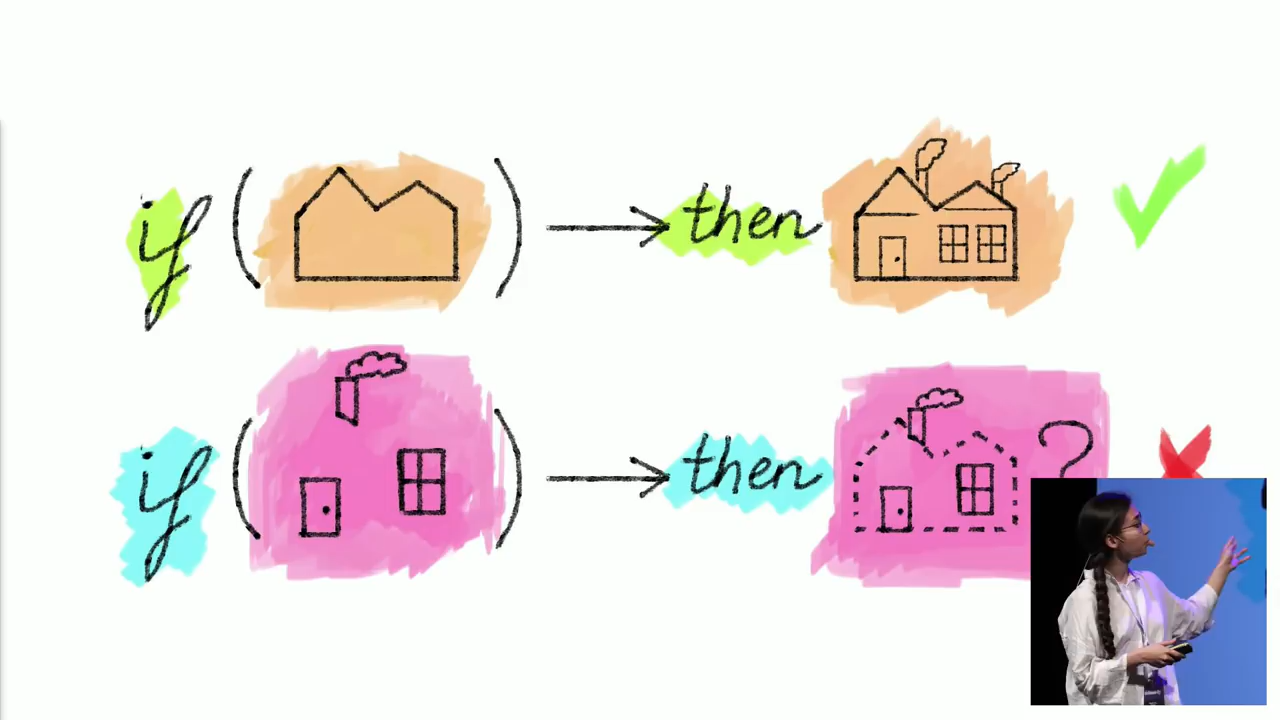 if ( ) → then
if ( ) → then ?